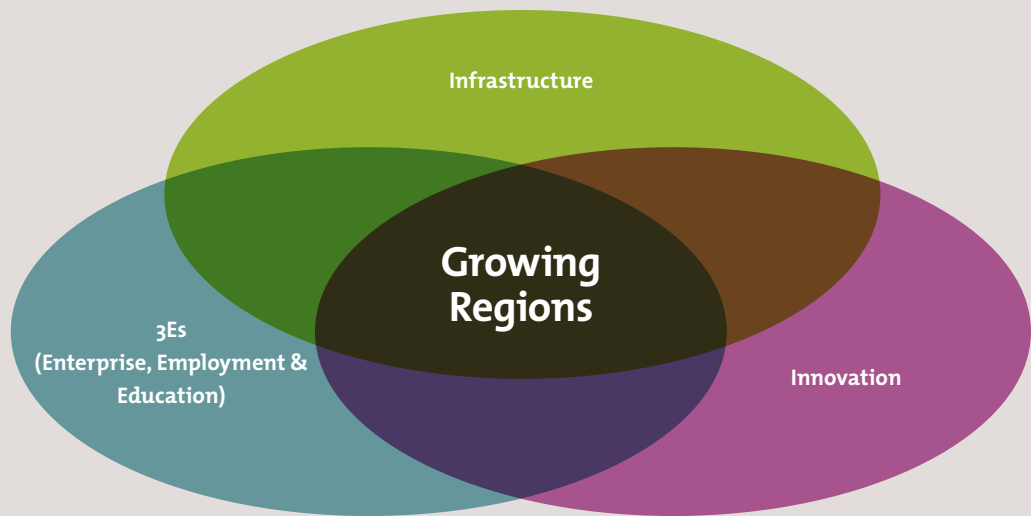 Infrastructure
Growing
Regions
3Es
(Enterprise, Employment &
Education)
Innovation